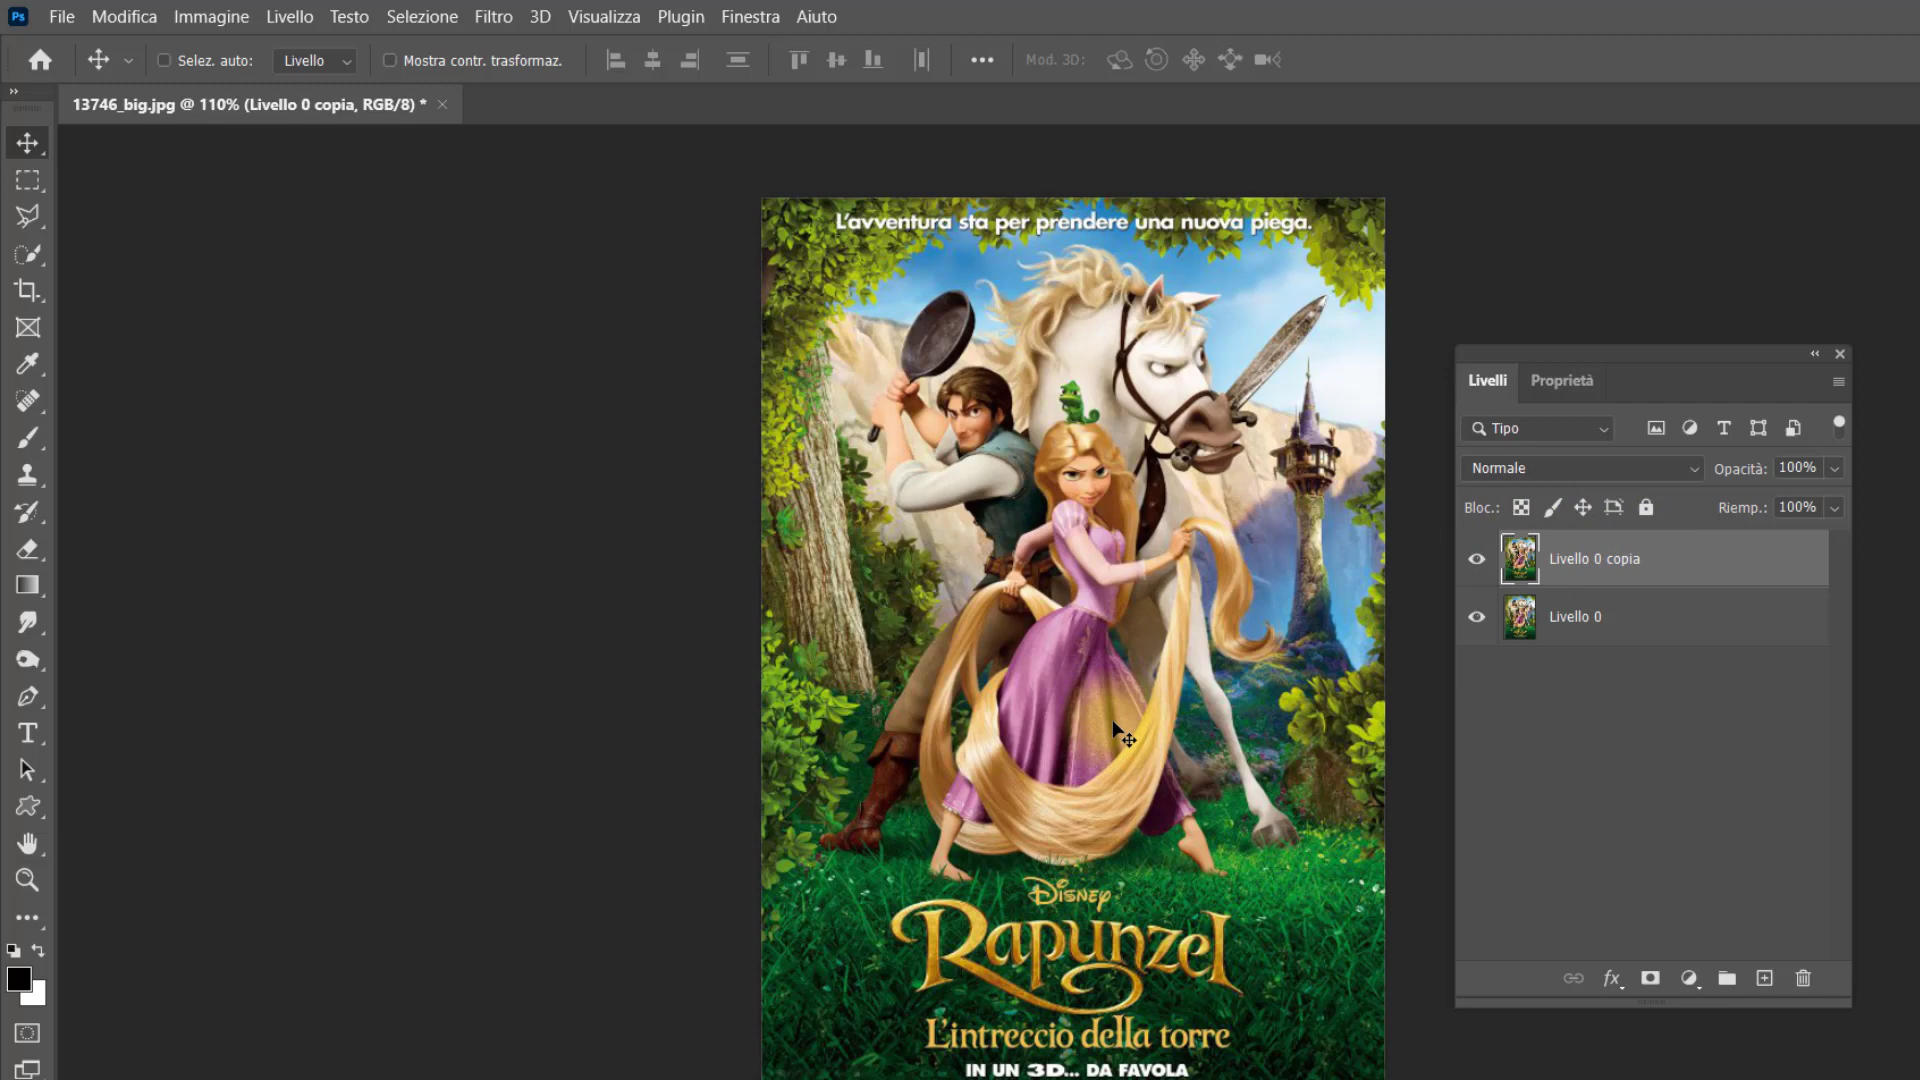 Ps File Modifica Immagine Livello Testo Selezione Filtro 3D Visualizza Plugin Finestra Aiuto
Selez. auto: Livello Mostra contr. trasformaz. Mod. 3D:
13746_big.jpg @ 110% (Livello 0 copia, RGB/8) *
L'avventura sta per prendere una nuova piega.
Disney
Rapunzel
L'intreccio della torre
IN UN 3D... DA FAVOLA
Livelli Proprietà
Tipo
Normale Opacità: 100%
Bloc.: Riemp.: 100%
Livello 0 copia
Livello 0
fx